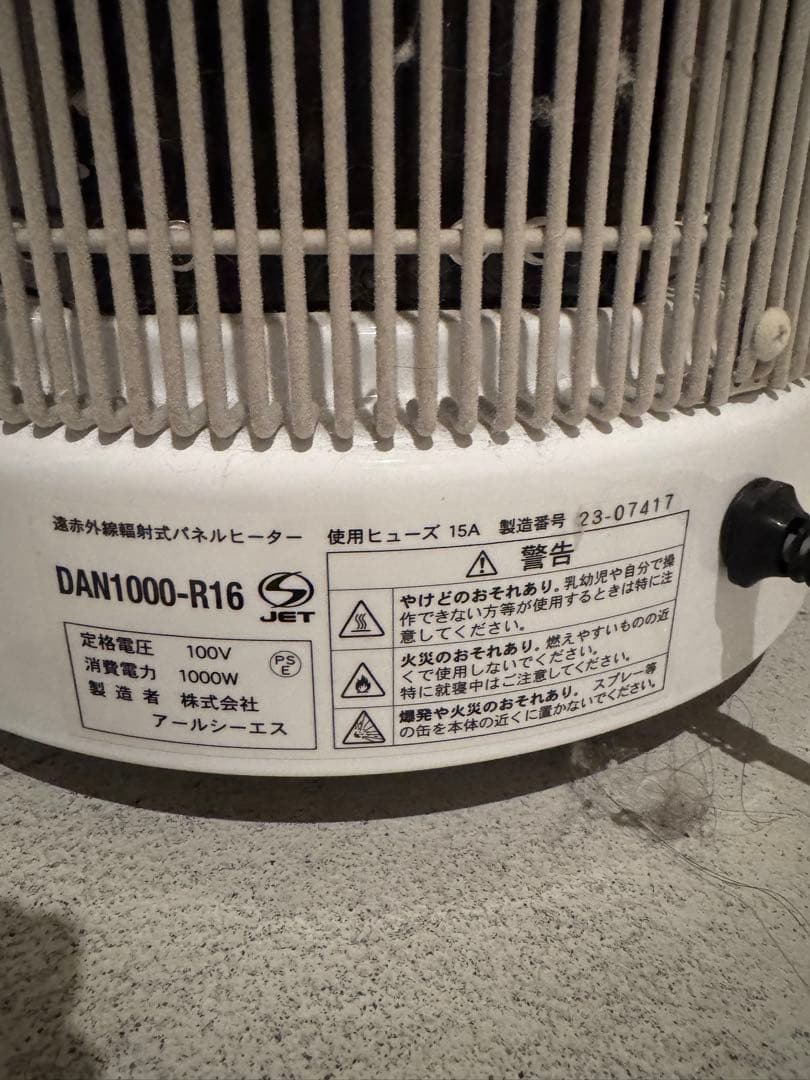 遠赤外線輻射式パネルヒーター 使用ヒューズ 15A 製造番号 23-07417
DAN1000-R16
JET
定格電圧 100V
消費電力 1000W
製造者 株式会社
アールシーエス
PS
E
警告
やけどのおそれあり。乳幼児や自分で操
作できない方等が使用するときは特に注
意してください。
火災のおそれあり。燃えやすいものの近
くで使用しないでください。
特に就寝中はご注意してください。
爆発や火災のおそれあり。スプレー等
の缶を本体の近くに置かないでください。